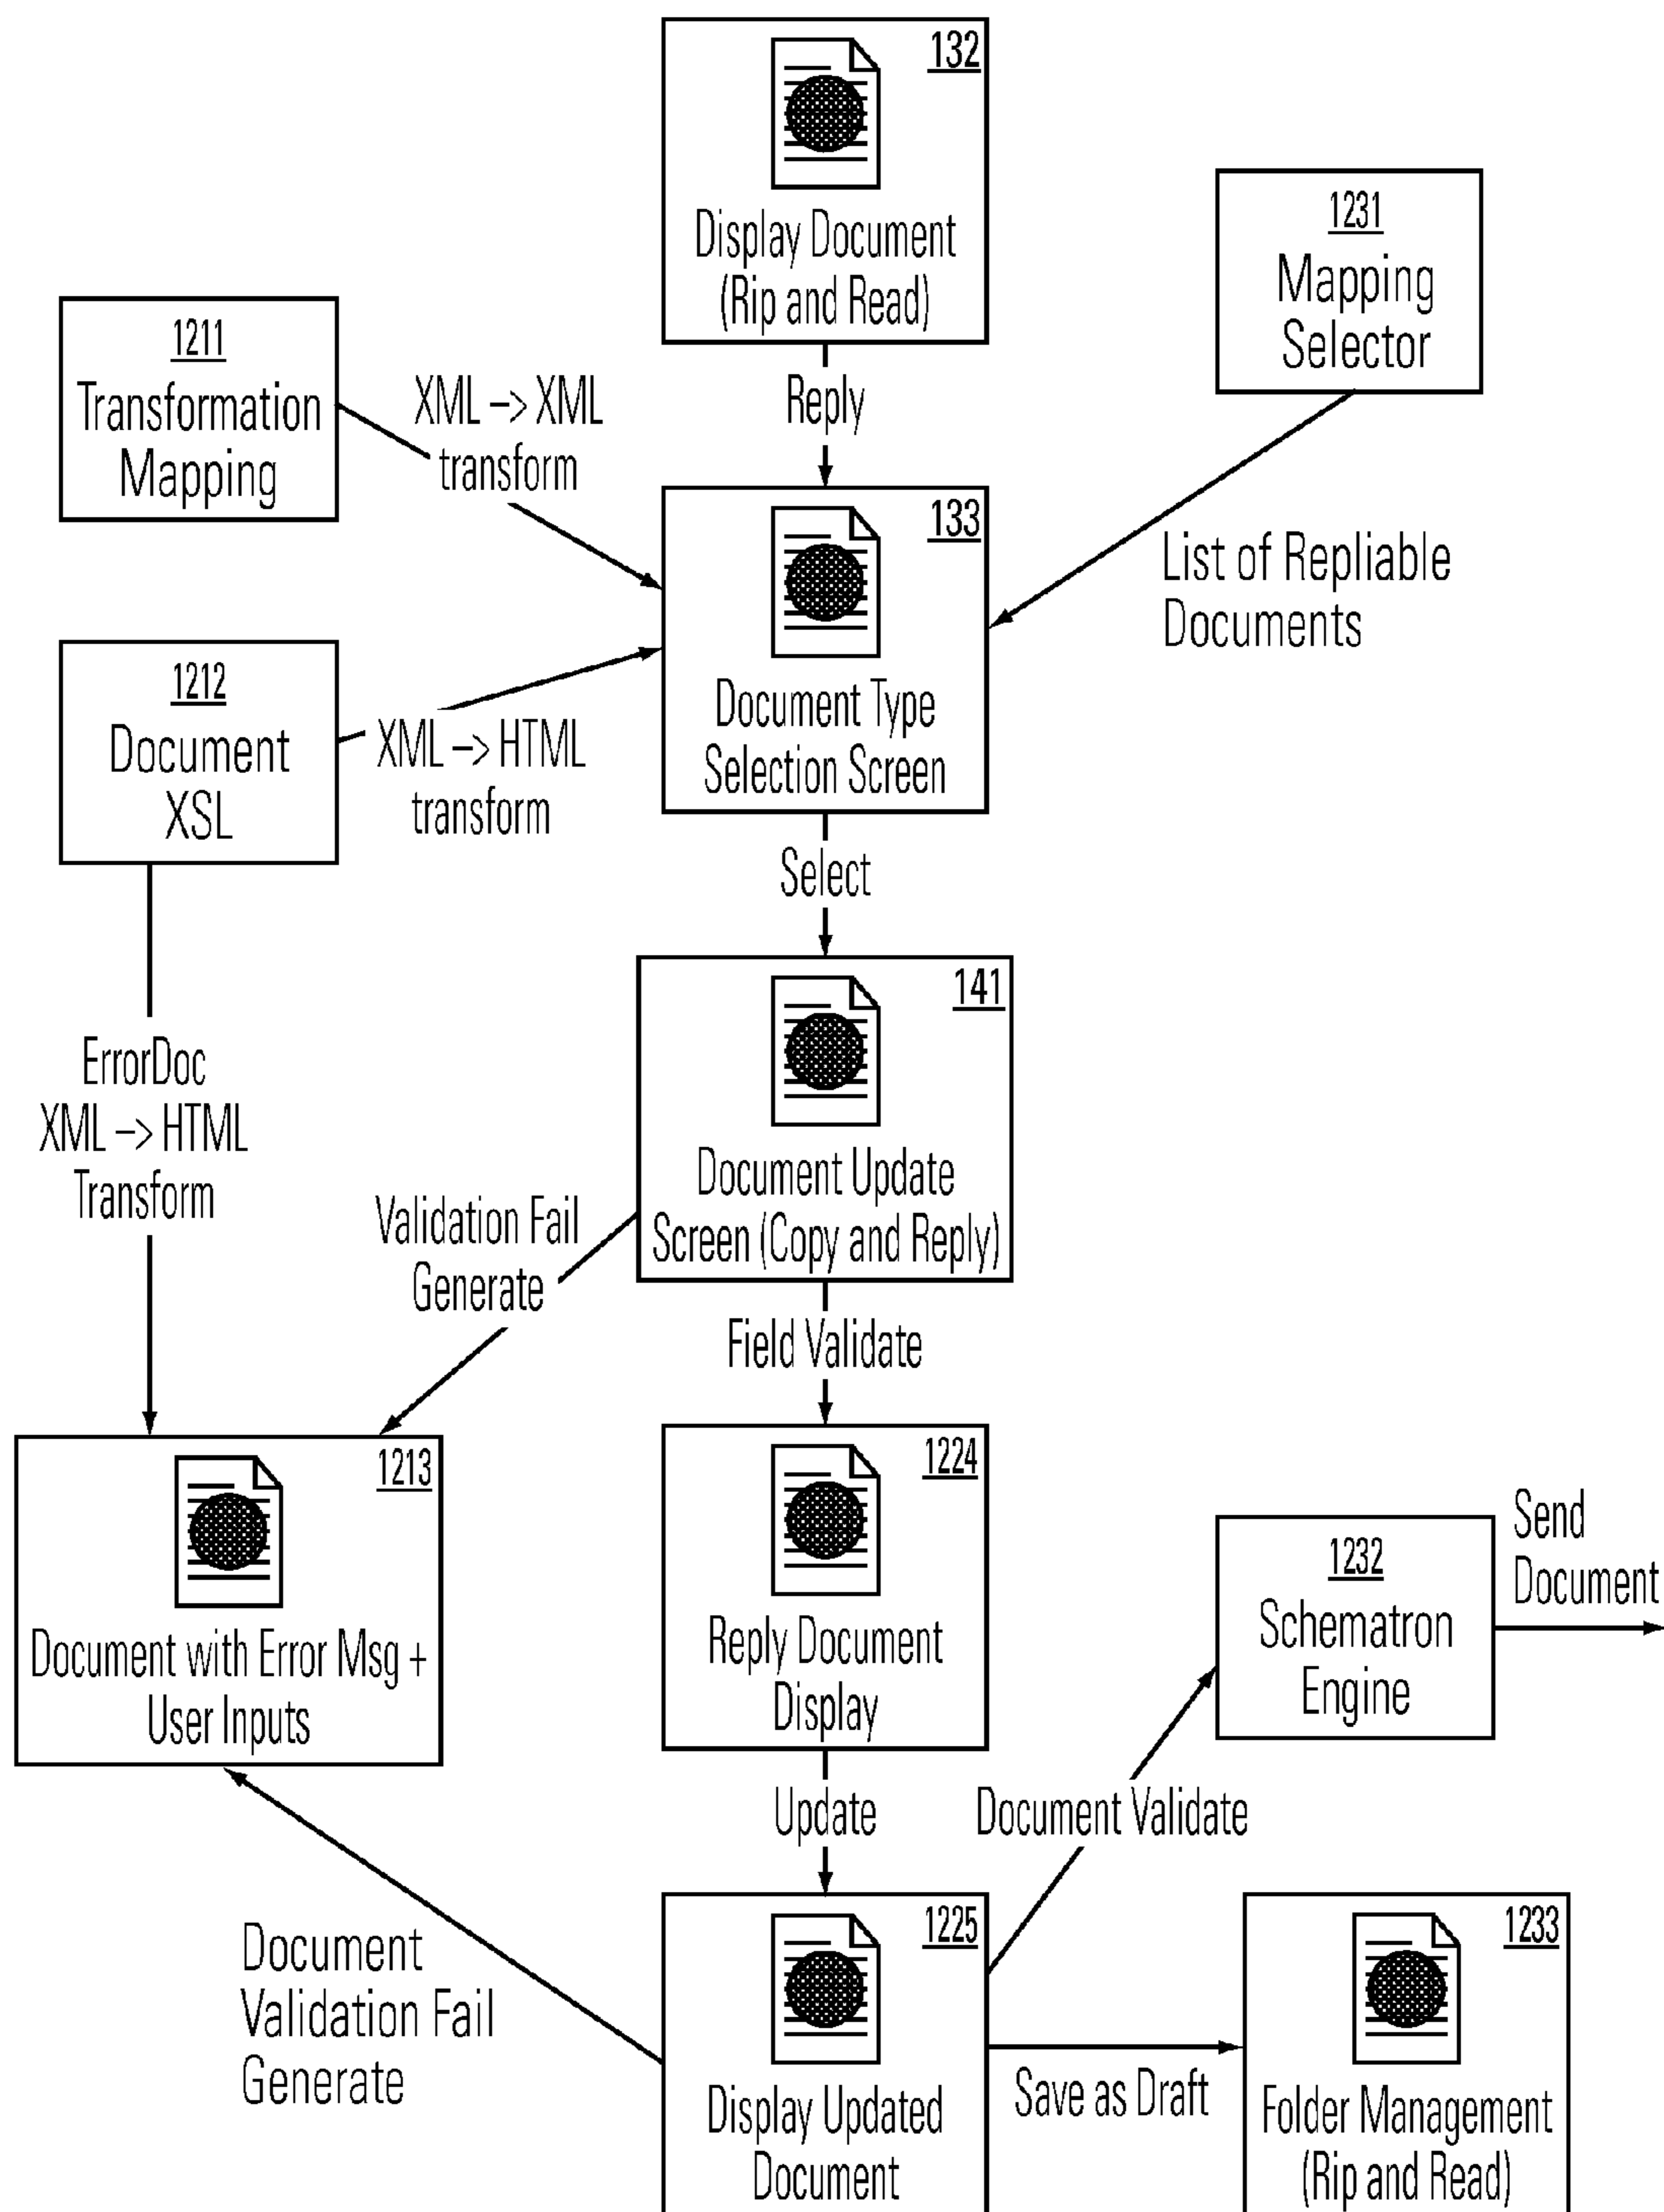 132
Display Document
(Rip and Read)
1231
Mapping
Selector
1211
Transformation
Mapping
XML –> XML
transform
Reply
133
Document Type
Selection Screen
List of Repliable
Documents
1212
Document
XSL
XML –> HTML
transform
Select
141
Document Update
Screen (Copy and Reply)
ErrorDoc
XML –> HTML
Transform
Validation Fail
Generate
Field Validate
1213
Document with Error Msg +
User Inputs
1224
Reply Document
Display
1232
Schematron
Engine
Send
Document
Update
Document Validate
Document
Validation Fail
Generate
1225
Display Updated
Document
Save as Draft
1233
Folder Management
(Rip and Read)